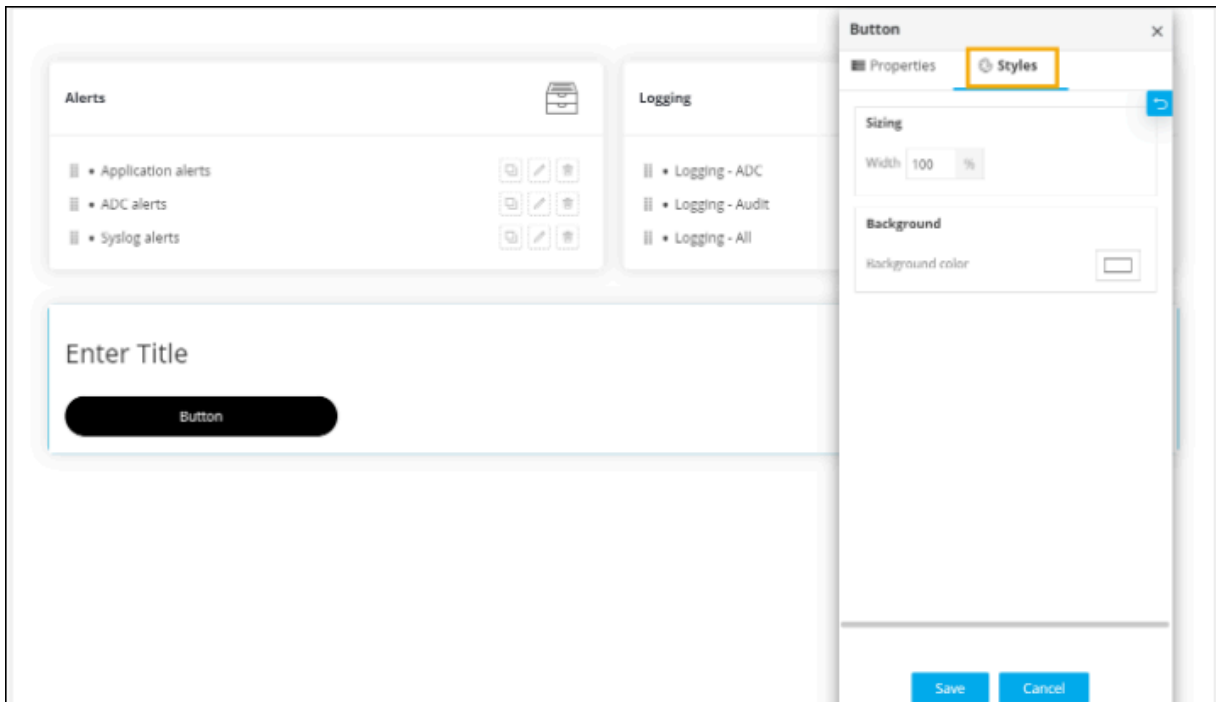 Alerts
• Application alerts
• ADC alerts
• Syslog alerts
Logging
• Logging - ADC
• Logging - Audit
• Logging - All
Enter Title
Button
Button
Properties
Styles
Sizing
Width 100 %
Background
Background color
Save Cancel